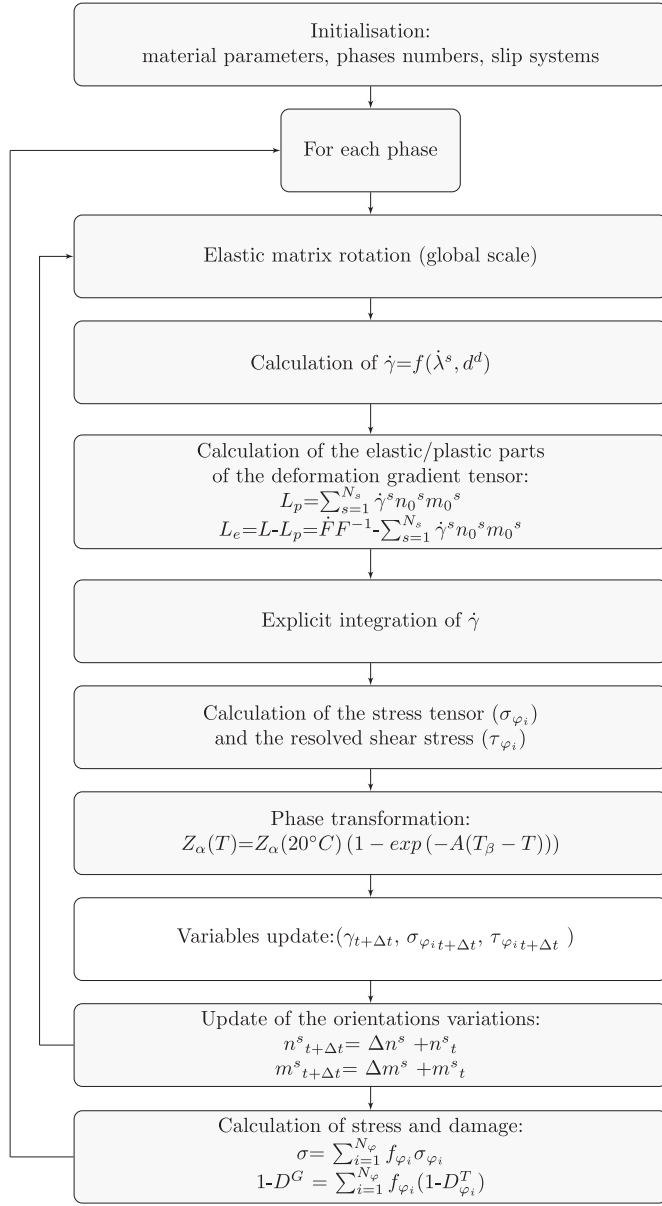 Initialisation:
material parameters, phases numbers, slip systems
For each phase
Elastic matrix rotation (global scale)
Calculation of γ̇=f(λ̇ˢ, dᵈ)
Calculation of the elastic/plastic parts
of the deformation gradient tensor:
L_p=∑_{s=1}^{N_s} γ̇^s n_0^s m_0^s
L_e=L-L_p=ḞF^{-1}-∑_{s=1}^{N_s} γ̇^s n_0^s m_0^s
Explicit integration of γ̇
Calculation of the stress tensor (σ_{φ_i})
and the resolved shear stress (τ_{φ_i})
Phase transformation:
Z_α(T)=Z_α(20°C) (1 − exp (−A(T_β − T)))
Variables update:(γ_{t+Δt}, σ_{φ_i t+Δt}, τ_{φ_i t+Δt} )
Update of the orientations variations:
n^s_{t+Δt}= Δn^s +n^s_t
m^s_{t+Δt}= Δm^s +m^s_t
Calculation of stress and damage:
σ= ∑_{i=1}^{N_φ} f_{φ_i} σ_{φ_i}
1-D^G = ∑_{i=1}^{N_φ} f_{φ_i}(1-D_{φ_i}^T)